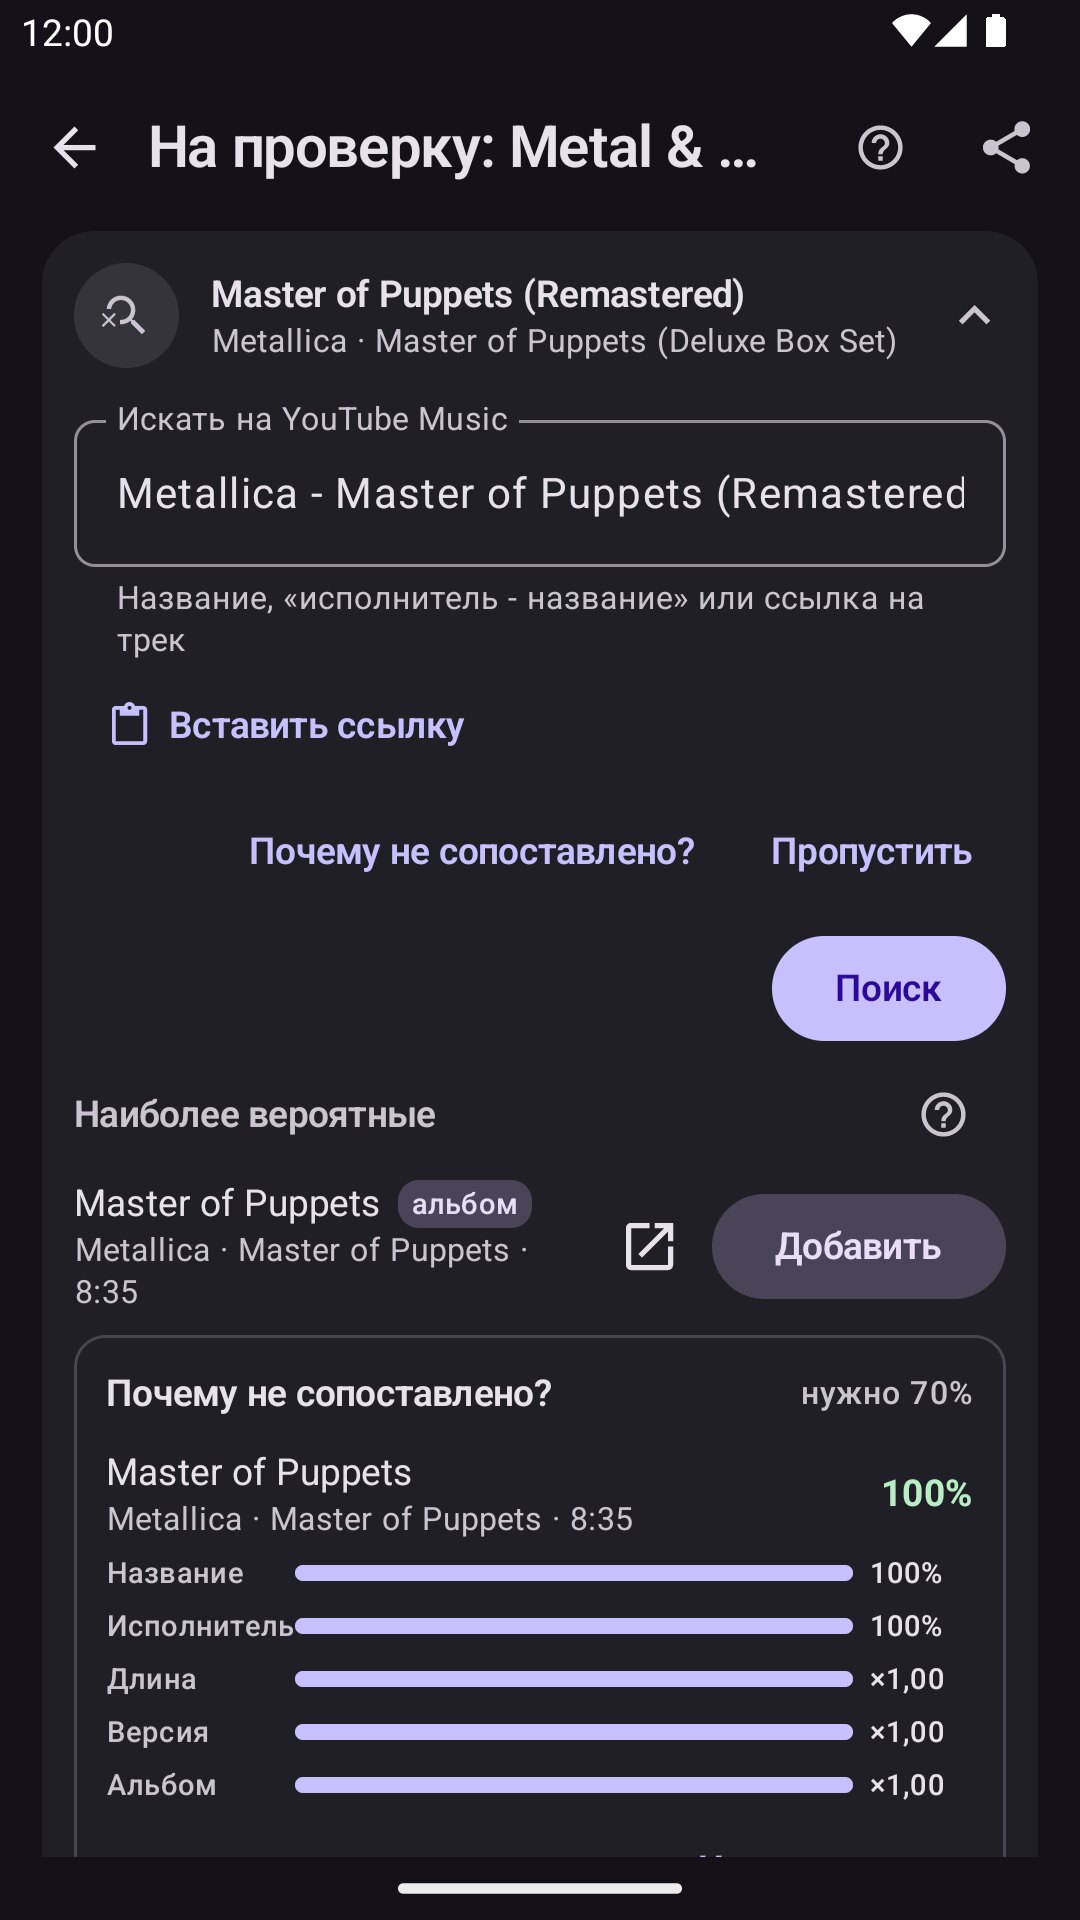 12:00
На проверку: Metal & ...
Master of Puppets (Remastered)
Metallica · Master of Puppets (Deluxe Box Set)
Искать на YouTube Music
Metallica - Master of Puppets (Remastered
Название, «исполнитель - название» или ссылка на
трек
Вставить ссылку
Почему не сопоставлено?
Пропустить
Поиск
Наиболее вероятные
Master of Puppets альбом
Metallica · Master of Puppets ·
8:35
Добавить
Почему не сопоставлено? нужно 70%
Master of Puppets
100%
Metallica · Master of Puppets · 8:35
Название 100%
Исполнитель 100%
Длина ×1,00
Версия ×1,00
Альбом ×1,00